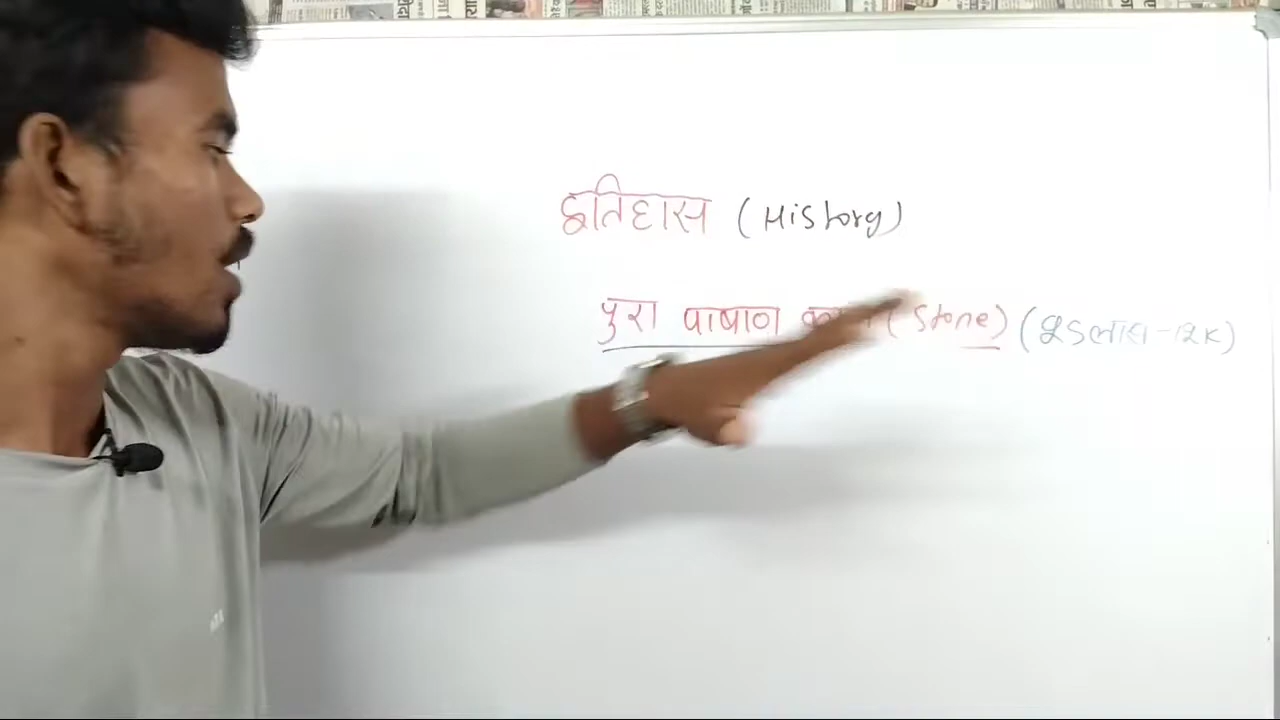 इतिहास (History)
पुरा पाषाण (Stone) (25लाख-12K)